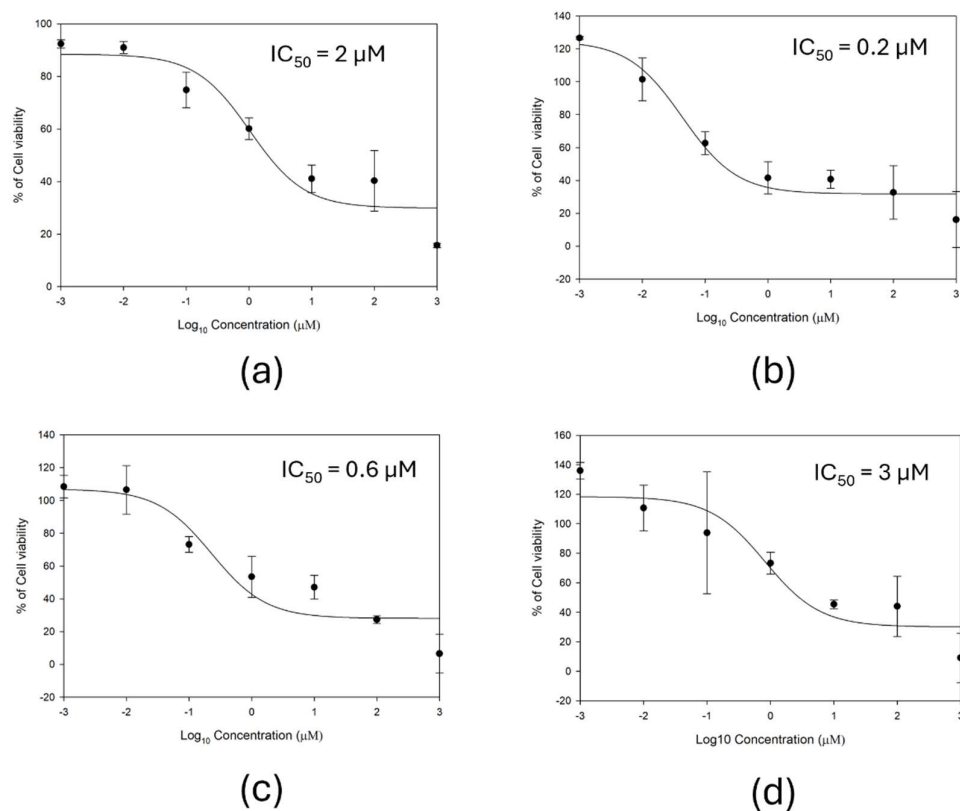 IC50 = 2 µM
% of Cell viability
100
80
60
40
20
0
-3 -2 -1 0 1 2 3
Log10 Concentration (µM)
(a)
IC50 = 0.2 µM
% of Cell viability
140
120
100
80
60
40
20
0
-20
-3 -2 -1 0 1 2 3
Log10 Concentration (µM)
(b)
IC50 = 0.6 µM
% of Cell viability
140
120
100
80
60
40
20
0
-20
-3 -2 -1 0 1 2 3
Log10 Concentration (µM)
(c)
IC50 = 3 µM
% of Cell viability
160
140
120
100
80
60
40
20
0
-20
-3 -2 -1 0 1 2 3
Log10 Concentration (µM)
(d)